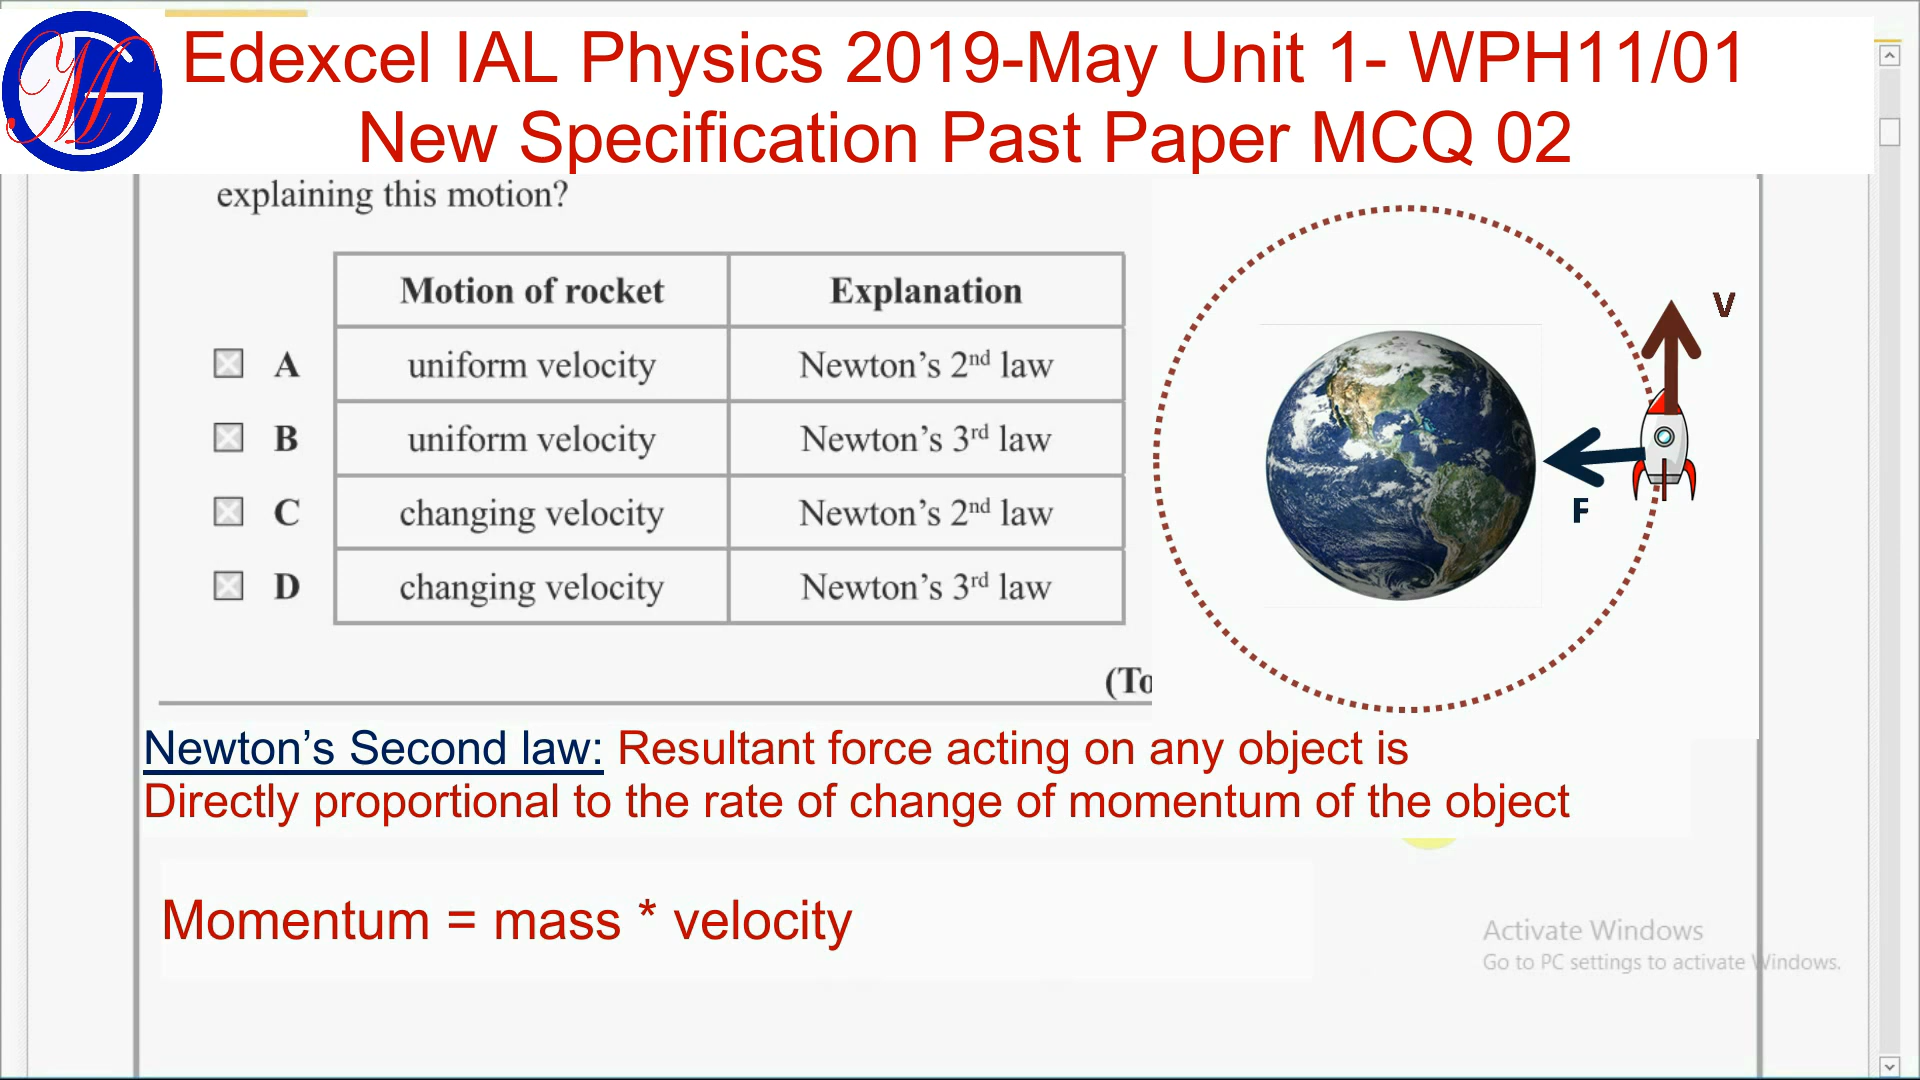 Edexcel IAL Physics 2019-May Unit 1- WPH11/01
New Specification Past Paper MCQ 02
explaining this motion?
Motion of rocket Explanation
A uniform velocity Newton’s 2nd law
B uniform velocity Newton’s 3rd law
C changing velocity Newton’s 2nd law
D changing velocity Newton’s 3rd law
V
F
(To
Newton’s Second law: Resultant force acting on any object is
Directly proportional to the rate of change of momentum of the object
Momentum = mass * velocity
Activate Windows
Go to PC settings to activate Windows.